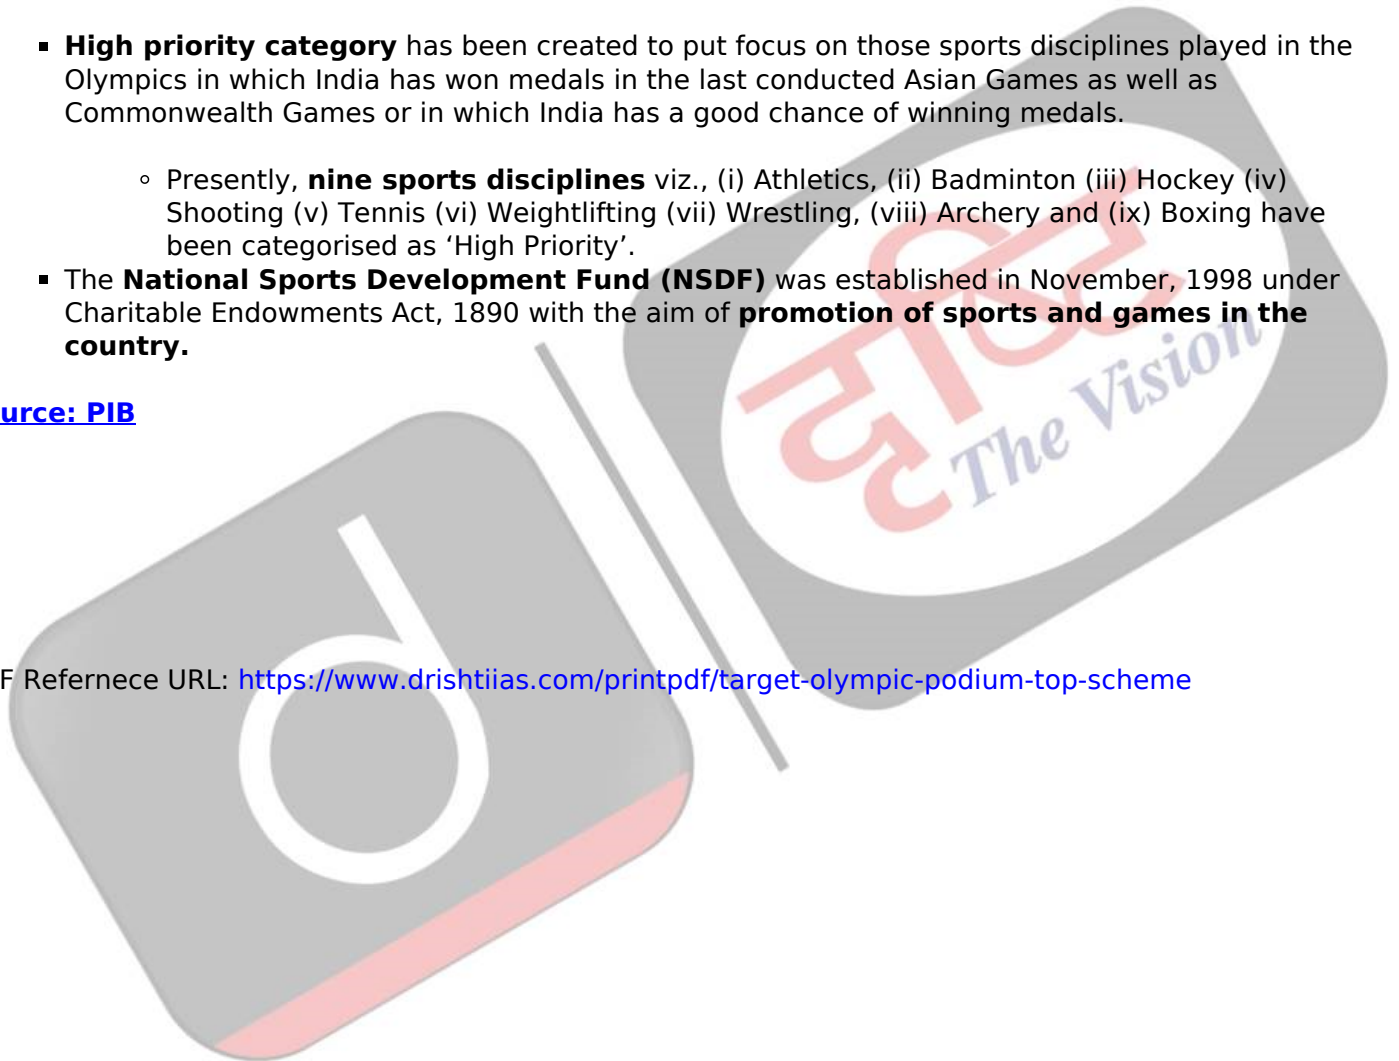 ▪ High priority category has been created to put focus on those sports disciplines played in the
Olympics in which India has won medals in the last conducted Asian Games as well as
Commonwealth Games or in which India has a good chance of winning medals.
◦ Presently, nine sports disciplines viz., (i) Athletics, (ii) Badminton (iii) Hockey (iv)
Shooting (v) Tennis (vi) Weightlifting (vii) Wrestling, (viii) Archery and (ix) Boxing have
been categorised as ‘High Priority’.
▪ The National Sports Development Fund (NSDF) was established in November, 1998 under
Charitable Endowments Act, 1890 with the aim of promotion of sports and games in the
country.
urce: PIB
F Refernece URL: https://www.drishtiias.com/printpdf/target-olympic-podium-top-scheme
दृष्टि
The Vision
d